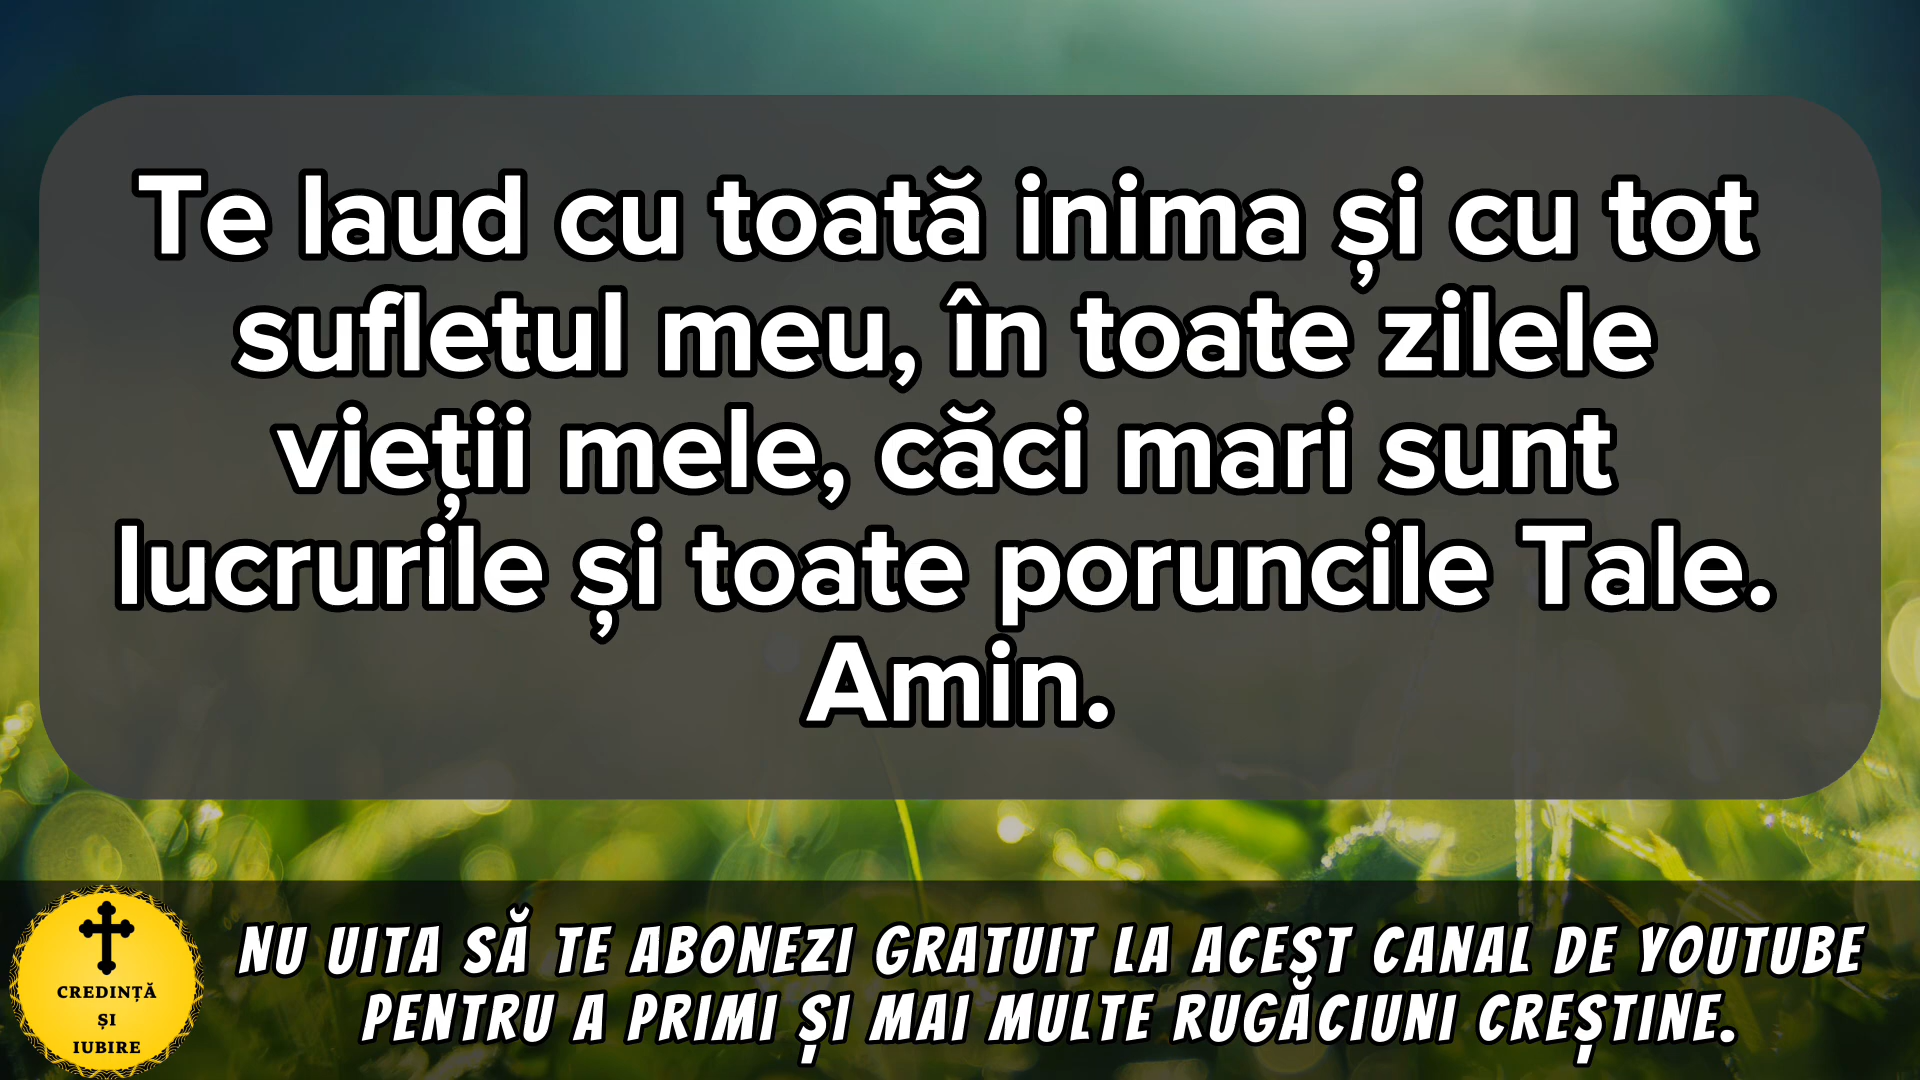 Te laud cu toată inima și cu tot
sufletul meu, în toate zilele
vieții mele, căci mari sunt
lucrurile și toate poruncile Tale.
Amin.
NU UITA SĂ TE ABONEZI GRATUIT LA ACEȘT CANAL DE YOUTUBE
PENTRU A PRIMI ȘI MAI MULTE RUGĂCIUNI CREȘTINE.
CREDINȚĂ
ȘI
IUBIRE